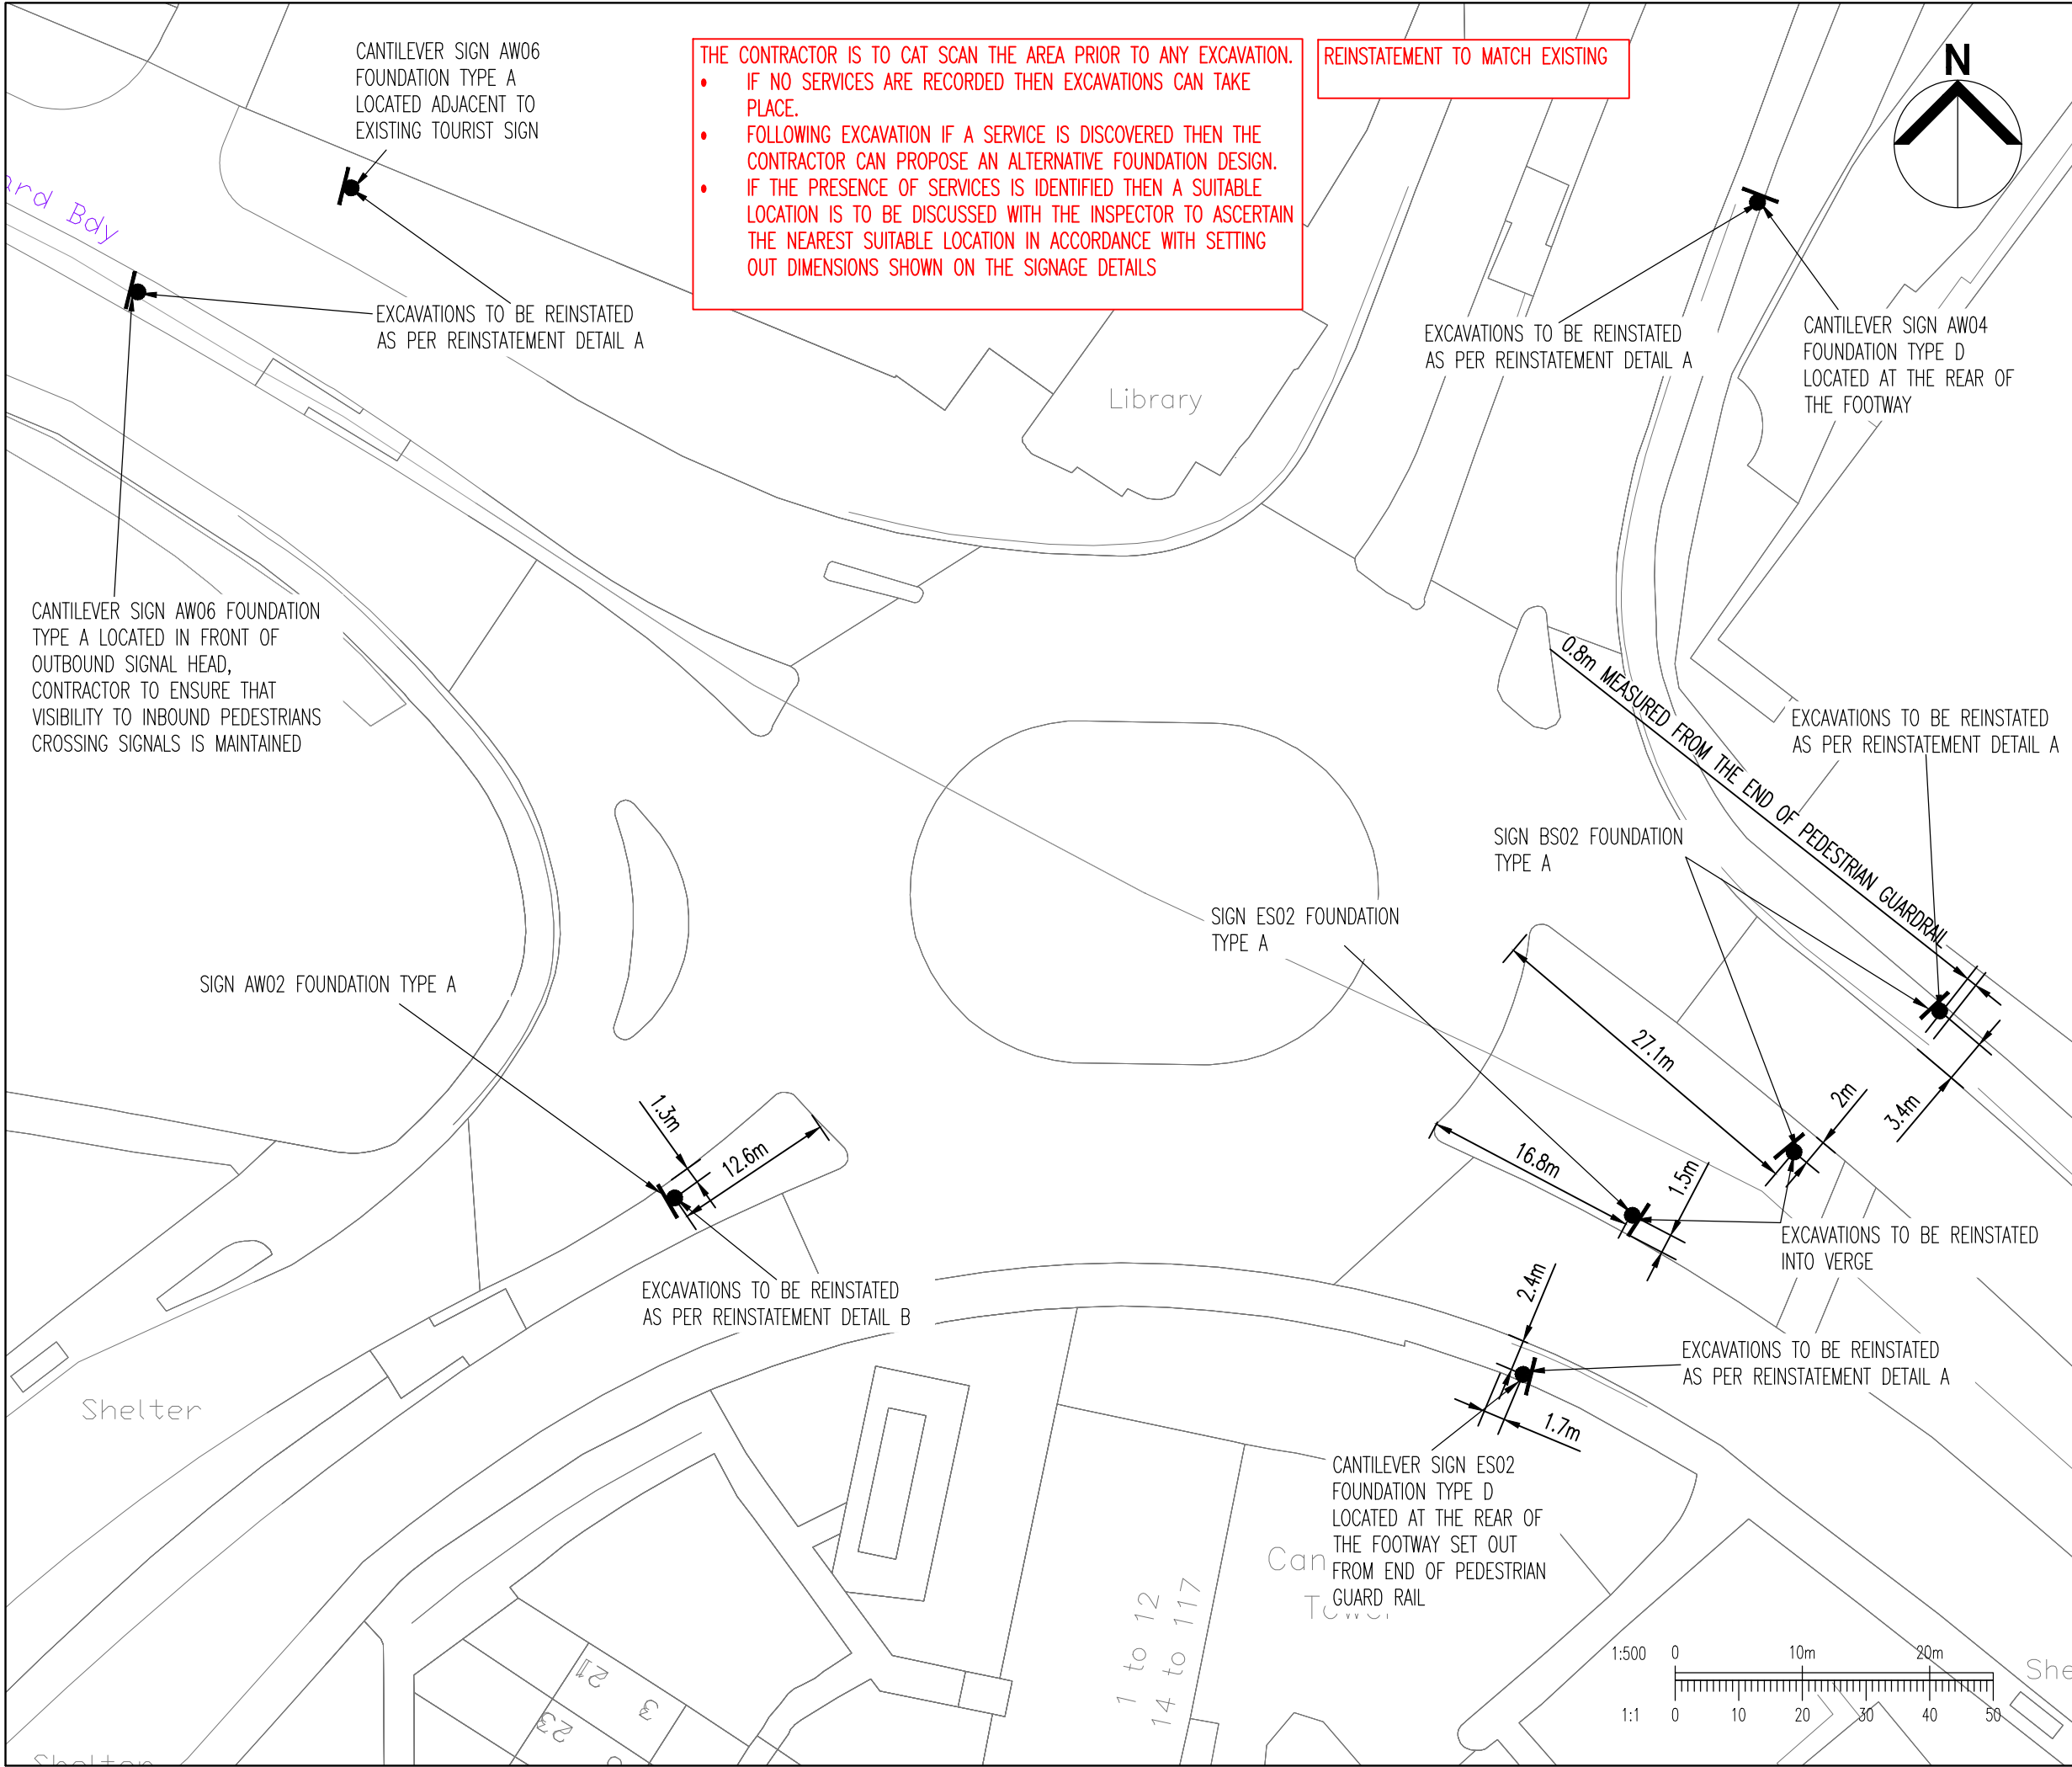 CANTILEVER SIGN AW06
FOUNDATION TYPE A
LOCATED ADJACENT TO
EXISTING TOURIST SIGN
THE CONTRACTOR IS TO CAT SCAN THE AREA PRIOR TO ANY EXCAVATION.
• IF NO SERVICES ARE RECORDED THEN EXCAVATIONS CAN TAKE
PLACE.
• FOLLOWING EXCAVATION IF A SERVICE IS DISCOVERED THEN THE
CONTRACTOR CAN PROPOSE AN ALTERNATIVE FOUNDATION DESIGN.
• IF THE PRESENCE OF SERVICES IS IDENTIFIED THEN A SUITABLE
LOCATION IS TO BE DISCUSSED WITH THE INSPECTOR TO ASCERTAIN
THE NEAREST SUITABLE LOCATION IN ACCORDANCE WITH SETTING
OUT DIMENSIONS SHOWN ON THE SIGNAGE DETAILS
REINSTATEMENT TO MATCH EXISTING
N
Bdy
EXCAVATIONS TO BE REINSTATED
AS PER REINSTATEMENT DETAIL A
EXCAVATIONS TO BE REINSTATED
AS PER REINSTATEMENT DETAIL A
CANTILEVER SIGN AW04
FOUNDATION TYPE D
LOCATED AT THE REAR OF
THE FOOTWAY
Library
CANTILEVER SIGN AW06 FOUNDATION
TYPE A LOCATED IN FRONT OF
OUTBOUND SIGNAL HEAD,
CONTRACTOR TO ENSURE THAT
VISIBILITY TO INBOUND PEDESTRIANS
CROSSING SIGNALS IS MAINTAINED
0.8m MEASURED FROM THE END OF PEDESTRIAN GUARDRAIL
EXCAVATIONS TO BE REINSTATED
AS PER REINSTATEMENT DETAIL A
SIGN BS02 FOUNDATION
TYPE A
SIGN ES02 FOUNDATION
TYPE A
SIGN AW02 FOUNDATION TYPE A
27.1m
2m
3.4m
1.3m
12.6m
16.8m
1.5m
EXCAVATIONS TO BE REINSTATED
INTO VERGE
EXCAVATIONS TO BE REINSTATED
AS PER REINSTATEMENT DETAIL B
2.4m
EXCAVATIONS TO BE REINSTATED
AS PER REINSTATEMENT DETAIL A
1.7m
Shelter
CANTILEVER SIGN ES02
FOUNDATION TYPE D
LOCATED AT THE REAR OF
THE FOOTWAY SET OUT
FROM END OF PEDESTRIAN
GUARD RAIL
Tower
1 to 12
14 to 117
21
3
23
1:500 0 10m 20m
1:1 0 10 20 30 40 50
Shelter